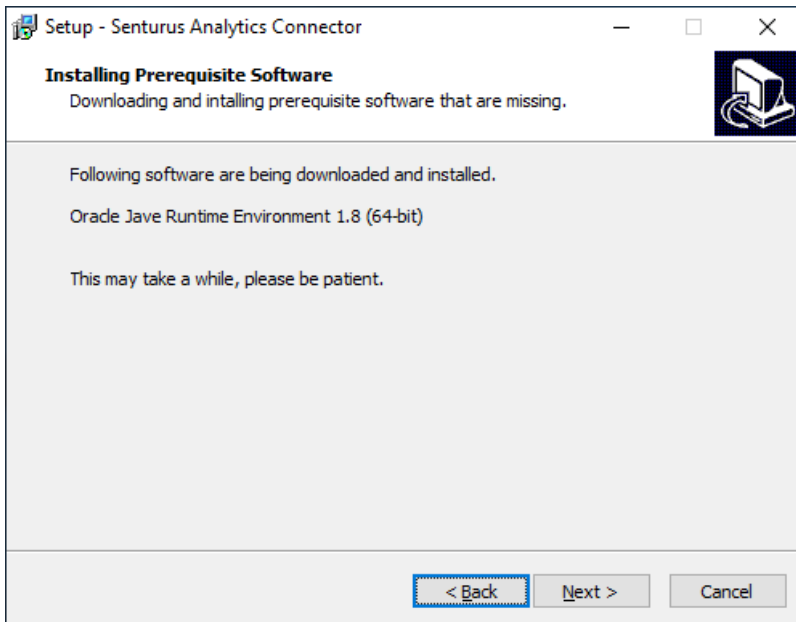 Setup - Senturus Analytics Connector
Installing Prerequisite Software
Downloading and intalling prerequisite software that are missing.
Following software are being downloaded and installed.
Oracle Jave Runtime Environment 1.8 (64-bit)
This may take a while, please be patient.
< Back Next > Cancel